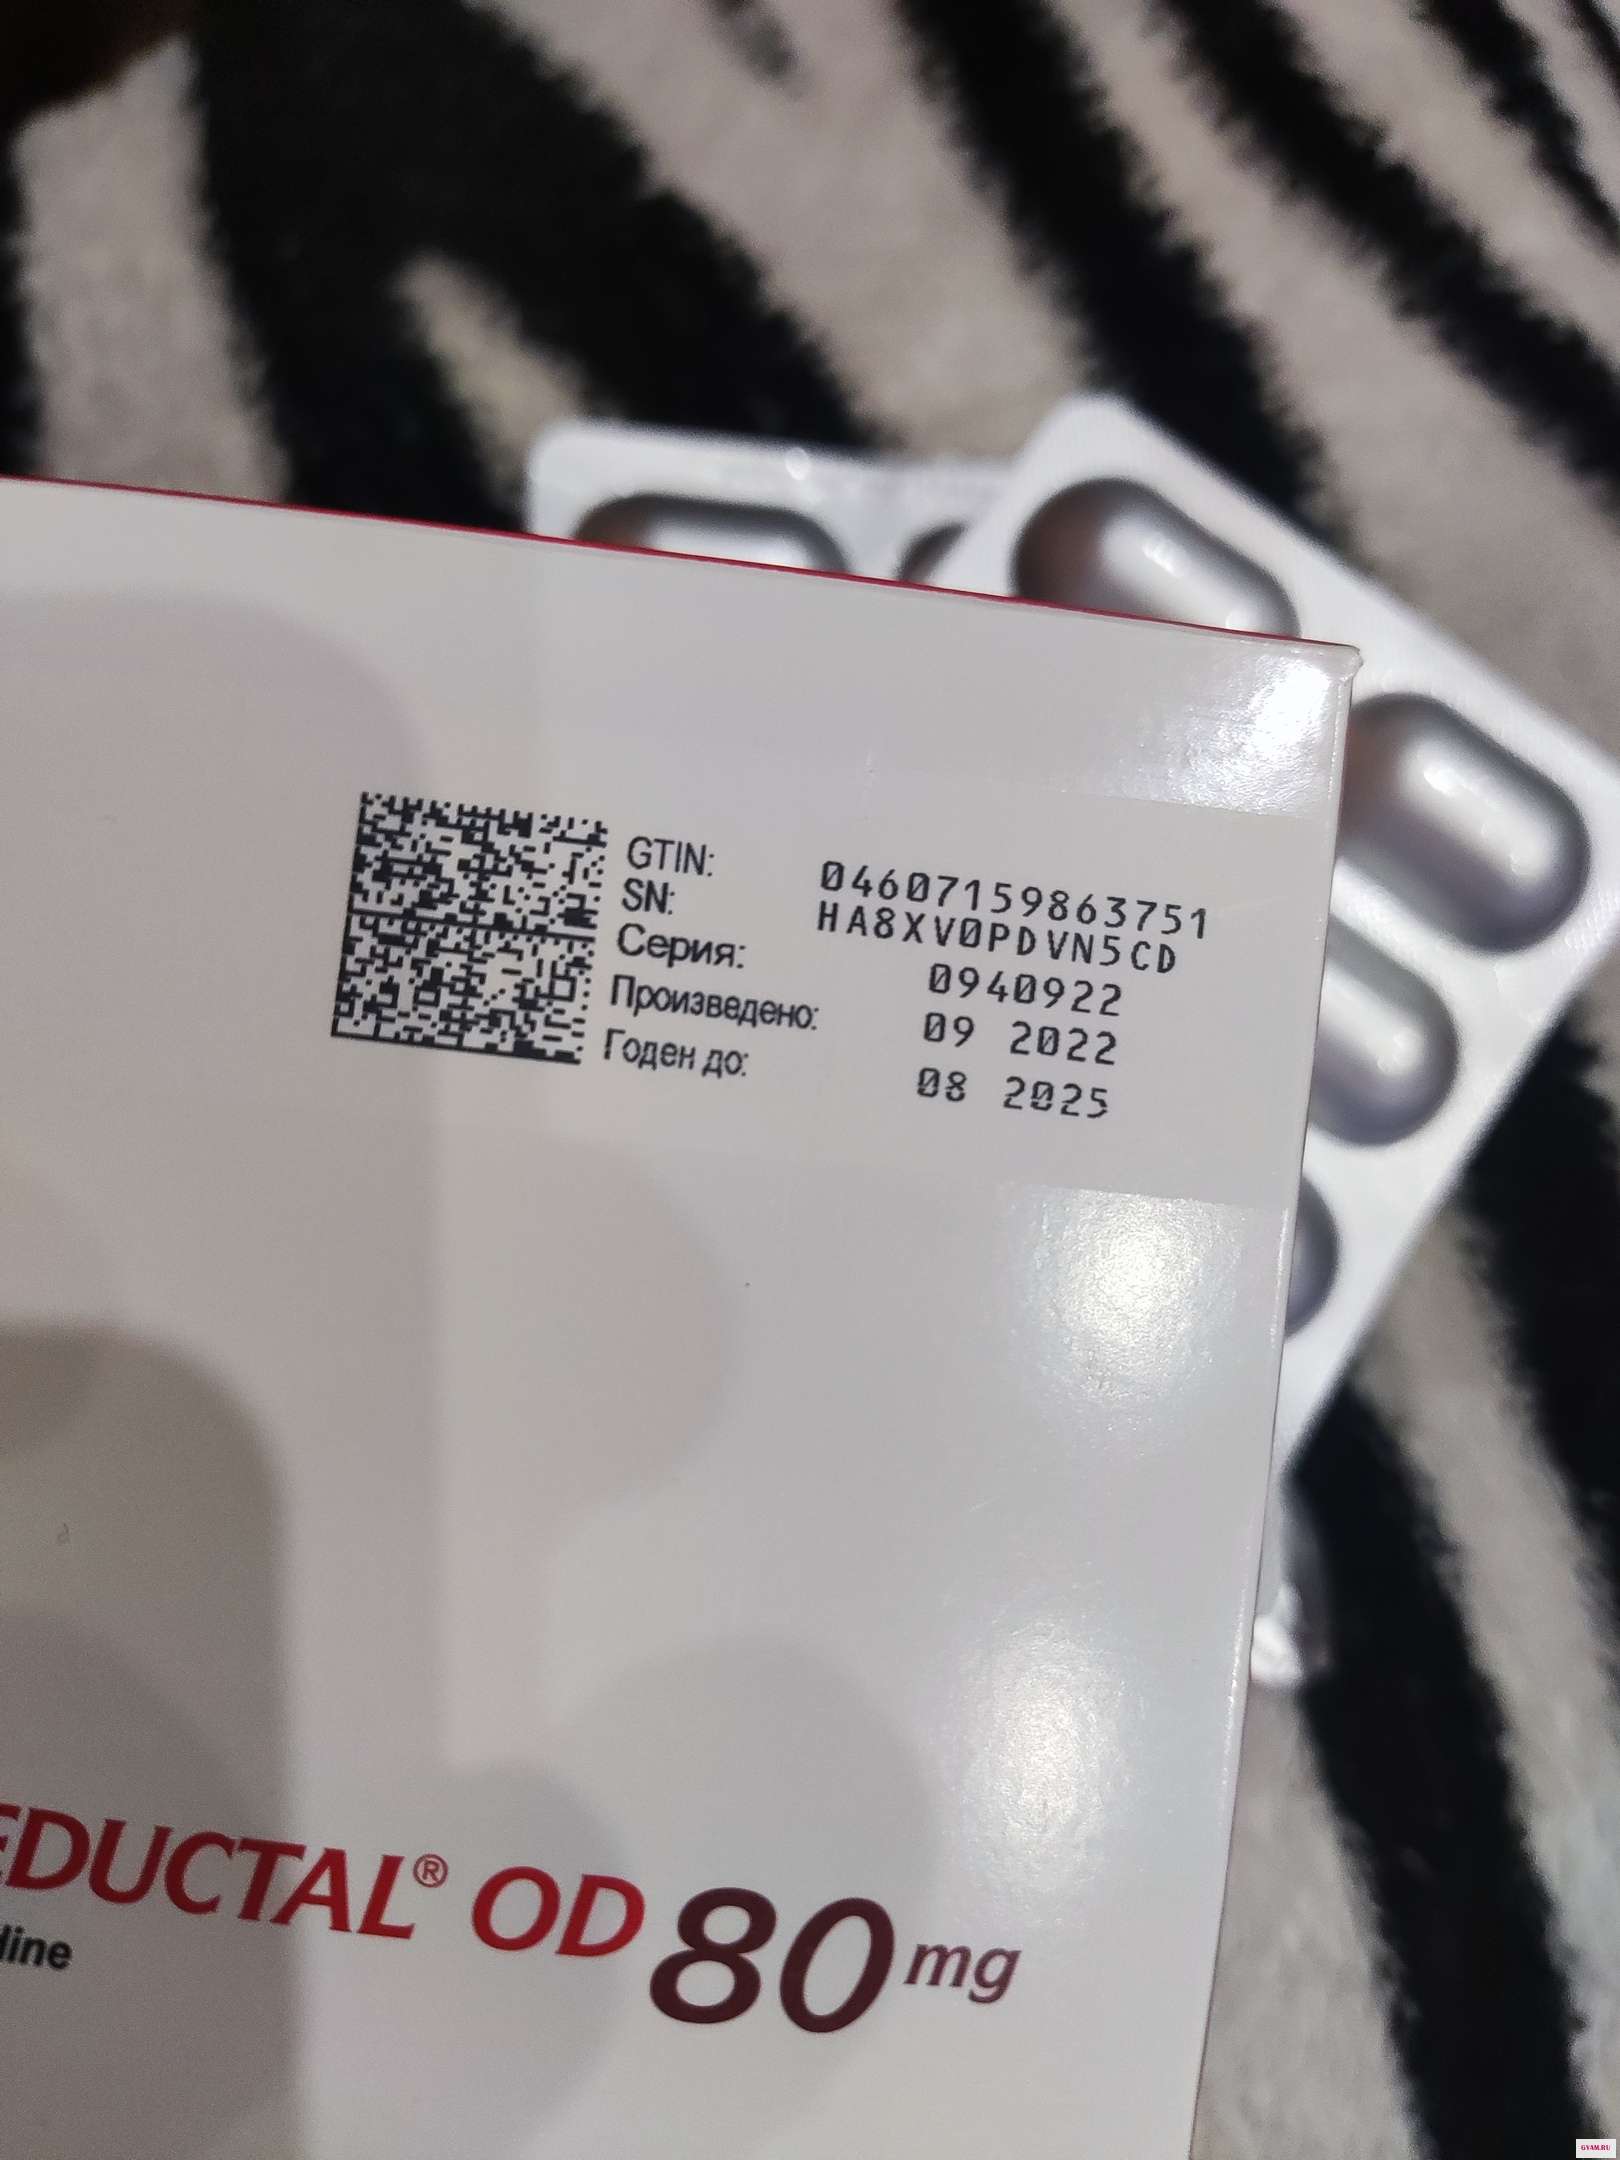 GTIN: 04607159863751
SN: HA8XV0PDVN5CD
Серия: 0940922
Произведено: 09 2022
Годен до: 08 2025
EDUCTAL® OD 80 mg
dine
GYAM.RU